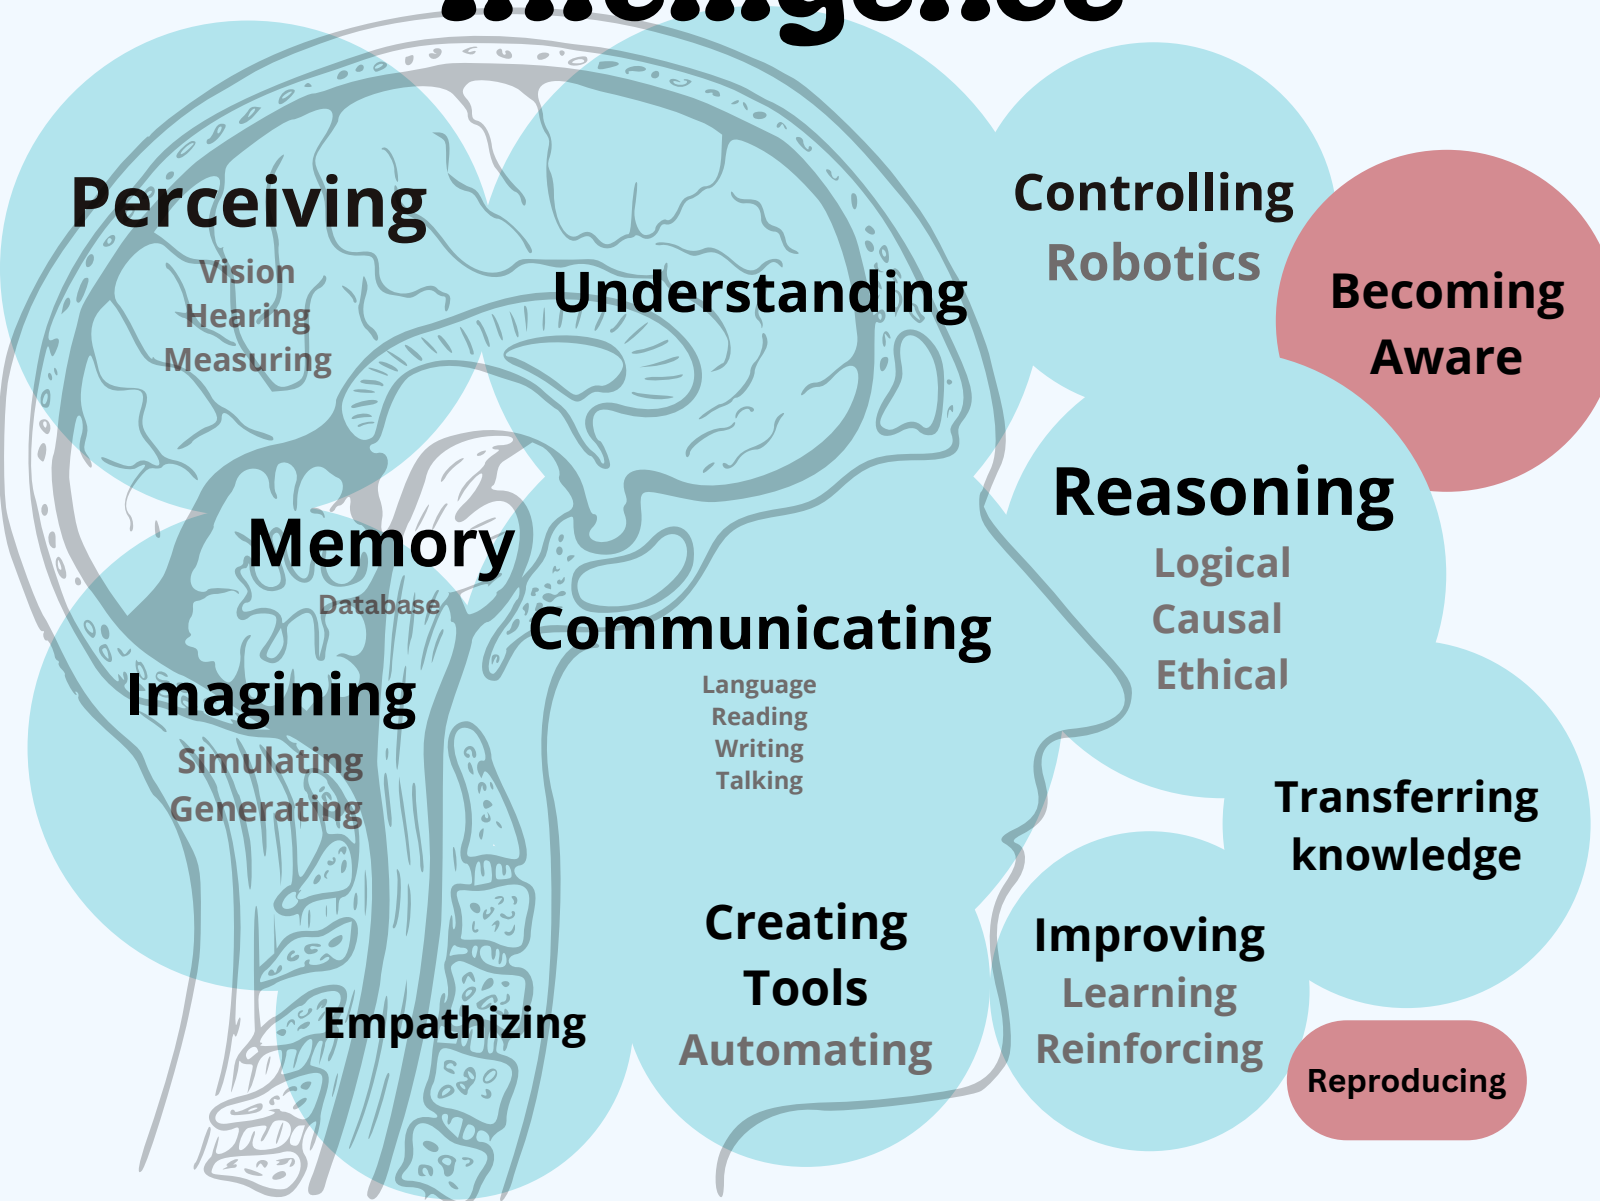 Intelligence
Perceiving
Vision
Hearing
Measuring
Understanding
Controlling
Robotics
Becoming
Aware
Reasoning
Logical
Causal
Ethical
Memory
Database
Communicating
Language
Reading
Writing
Talking
Imagining
Simulating
Generating
Transferring
knowledge
Creating
Tools
Automating
Improving
Learning
Reinforcing
Empathizing
Reproducing